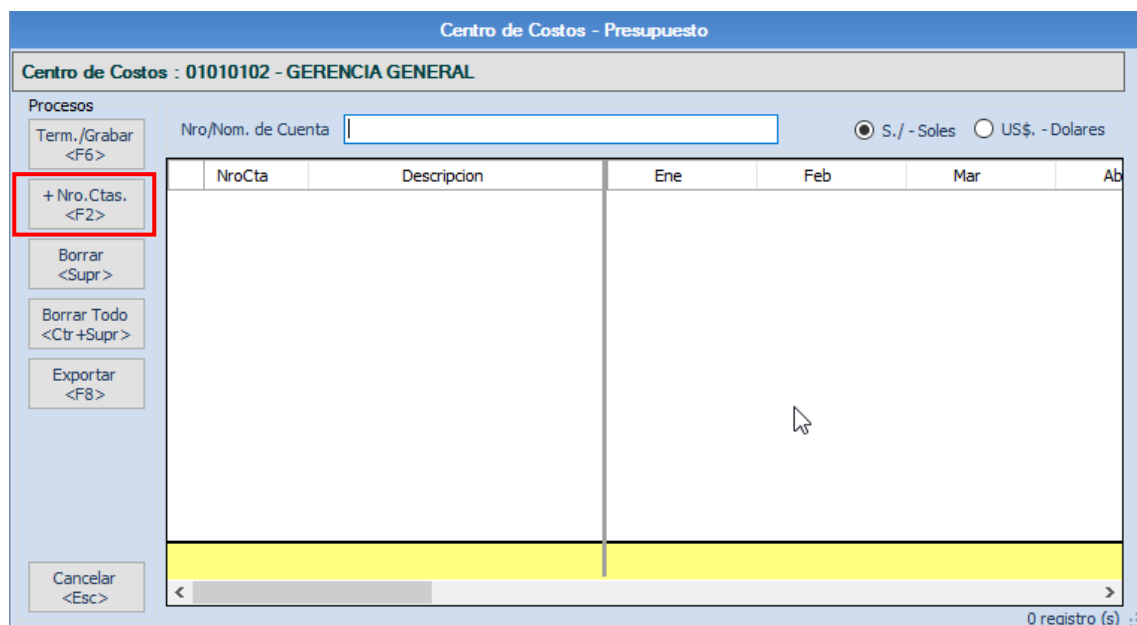 Centro de Costos - Presupuesto
Centro de Costos : 01010102 - GERENCIA GENERAL
Procesos
Term./Grabar
<F6>
Nro/Nom. de Cuenta
S./ - Soles
US$. - Dolares
NroCta
Descripcion
Ene
Feb
Mar
Ab
+ Nro.Ctas.
<F2>
Borrar
<Supr>
Borrar Todo
<Ctr+Supr>
Exportar
<F8>
Cancelar
<Esc>
0 registro (s)